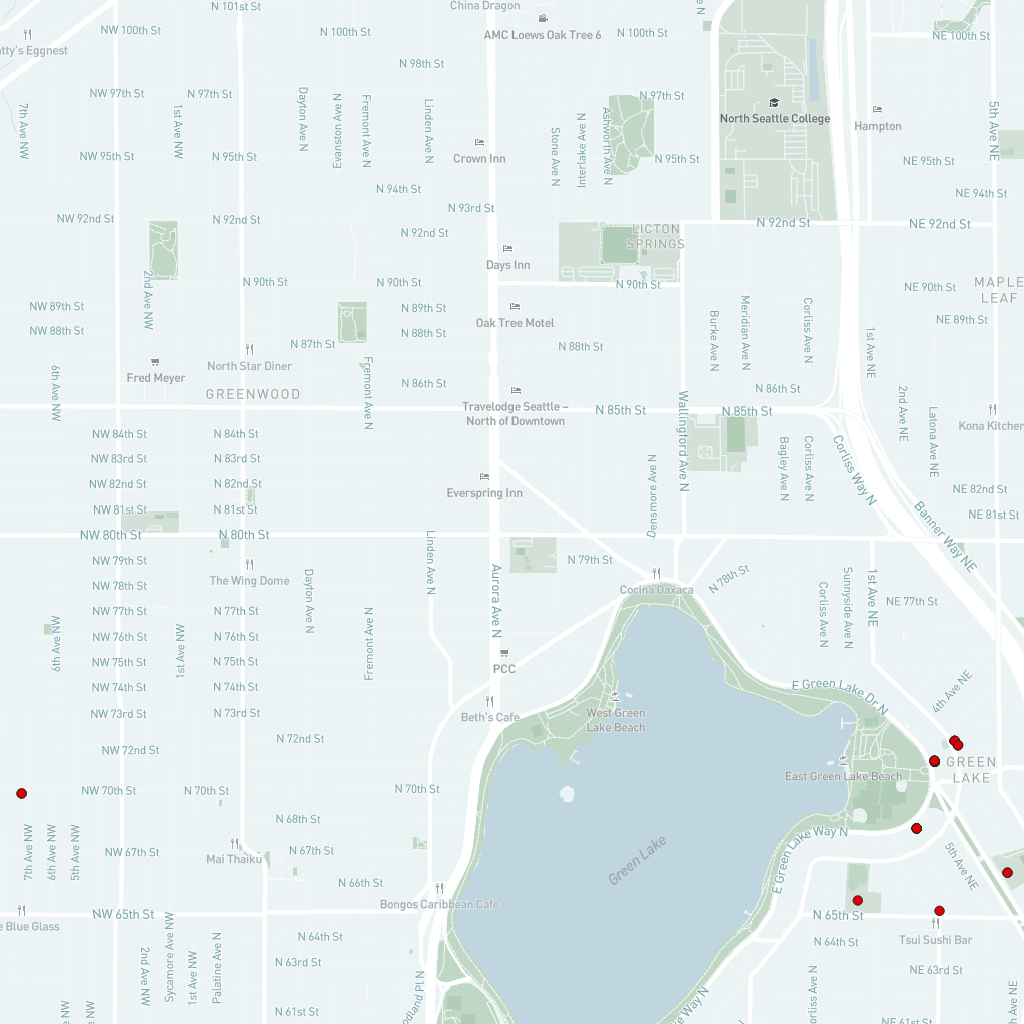 N 101st St
China Dragon
AMC Loews Oak Tree 6
N 100th St
N 100th St
NE 100th St
atty's Eggnest
N 98th St
NW 97th St
N 97th St
N 97th St
7th Ave NW
1st Ave NW
Dayton Ave N
Evanston Ave N
Fremont Ave N
Linden Ave N
Stone Ave N
Interlake Ave N
Ashworth Ave N
North Seattle College
Hampton
5th Ave NE
NW 95th St
N 95th St
Crown Inn
N 95th St
NE 95th St
N 94th St
NE 94th St
N 93rd St
NW 92nd St
N 92nd St
N 92nd St
LICTON
SPRINGS
N 92nd St
NE 92nd St
Days Inn
2nd Ave NW
N 90th St
N 90th St
N 90th St
NE 90th St
MAPLE
LEAF
NW 89th St
N 89th St
NE 89th St
NW 88th St
N 88th St
Oak Tree Motel
N 87th St
N 88th St
Burke Ave N
Meridian Ave N
Corliss Ave N
1st Ave NE
North Star Diner
Fred Meyer
6th Ave NW
GREENWOOD
Fremont Ave N
N 86th St
N 86th St
Travelodge Seattle –
North of Downtown
N 85th St
N 85th St
Wallingford Ave N
2nd Ave NE
Latona Ave NE
Kona Kitchen
NW 84th St
N 84th St
NW 83rd St
N 83rd St
NW 82nd St
N 82nd St
Everspring Inn
Densmore Ave N
Bagley Ave N
Corliss Ave N
Corliss Way N
NE 82nd St
NW 81st St
N 81st St
NE 81st St
Banner Way NE
NW 80th St
N 80th St
NW 79th St
N 79th St
Linden Ave N
Aurora Ave N
The Wing Dome
NW 78th St
Cocina Oaxaca
N 78th St
Dayton Ave N
Fremont Ave N
Corliss Ave N
Sunnyside Ave N
1st Ave NE
NE 77th St
NW 77th St
N 77th St
6th Ave NW
1st Ave NW
NW 76th St
N 76th St
NW 75th St
N 75th St
PCC
NW 74th St
N 74th St
E Green Lake Dr N
4th Ave NE
NW 73rd St
N 73rd St
Beth's Cafe
West Green
Lake Beach
NW 72nd St
N 72nd St
GREEN
LAKE
East Green Lake Beach
NW 70th St
N 70th St
N 70th St
N 68th St
7th Ave NW
6th Ave NW
5th Ave NW
NW 67th St
Mai Thaiku
N 67th St
Green Lake
E Green Lake Way N
5th Ave NE
N 66th St
Bongos Caribbean Cafe
NW 65th St
N 65th St
e Blue Glass
N 64th St
N 64th St
Tsui Sushi Bar
2nd Ave NW
Sycamore Ave NW
1st Ave NW
Palatine Ave N
N 63rd St
NE 63rd St
odland Pl N
ke Way N
Corliss Ave N
N 61st St
NE 61st St